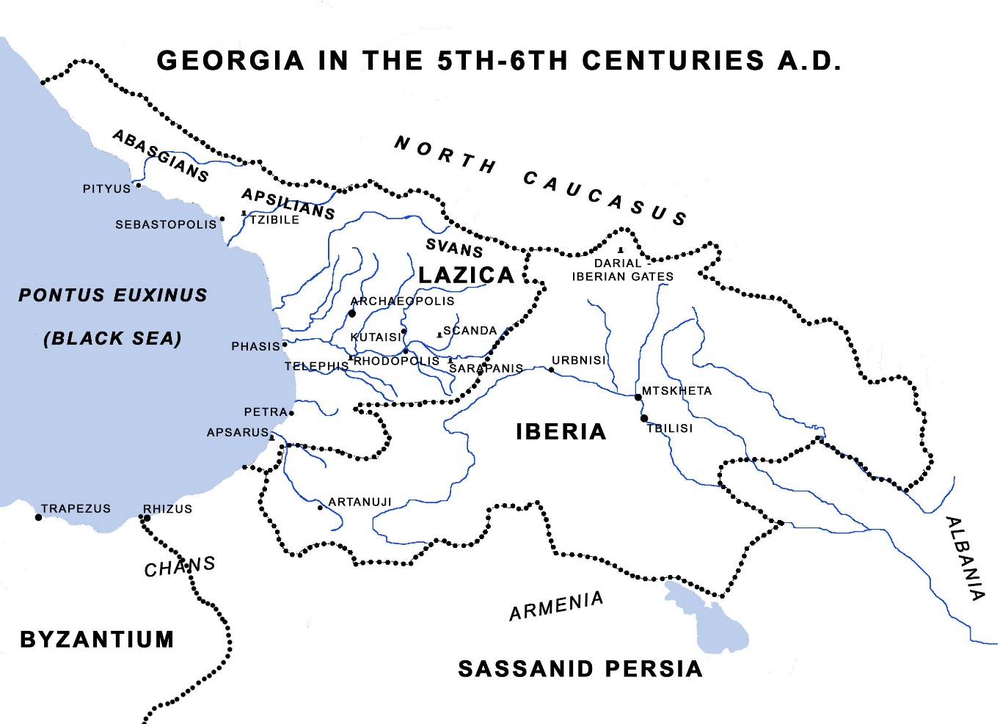 GEORGIA IN THE 5TH-6TH CENTURIES A.D.
NORTH CAUCASUS
ABASGIANS
PITYUS
APSILIANS
SEBASTOPOLIS
TZIBILE
SVANS
LAZICA
DARIAL -
IBERIAN GATES
PONTUS EUXINUS
(BLACK SEA)
ARCHAEOPOLIS
KUTAISI
SCANDA
PHASIS
TELEPHIS
RHODOPOLIS
SARAPANIS
URBNISI
MTSKHETA
PETRA
APSARUS
IBERIA
TBILISI
ARTANUJI
TRAPEZUS
RHIZUS
ALBANIA
CHANS
ARMENIA
BYZANTIUM
SASSANID PERSIA